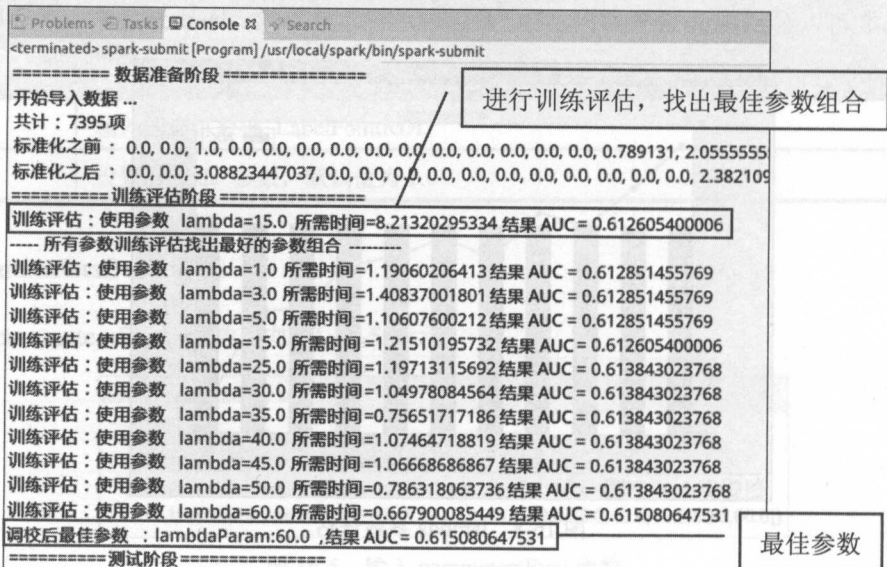 Problems Tasks Console Search
<terminated> spark-submit [Program] /usr/local/spark/bin/spark-submit
========== 数据准备阶段 ===============
开始导入数据 ...
共计：7395项
标准化之前 ： 0.0, 0.0, 1.0, 0.0, 0.0, 0.0, 0.0, 0.0, 0.0, 0.0, 0.0, 0.0, 0.0, 0.0, 0.789131, 2.0555555
标准化之后 ： 0.0, 0.0, 3.08823447037, 0.0, 0.0, 0.0, 0.0, 0.0, 0.0, 0.0, 0.0, 0.0, 0.0, 0.0, 2.382109
进行训练评估，找出最佳参数组合
========== 训练评估阶段 ===============
训练评估：使用参数 lambda=15.0 所需时间=8.21320295334 结果 AUC = 0.612605400006
----- 所有参数训练评估找出最好的参数组合 ---------
训练评估：使用参数 lambda=1.0 所需时间=1.19060206413 结果 AUC = 0.612851455769
训练评估：使用参数 lambda=3.0 所需时间=1.40837001801 结果 AUC = 0.612851455769
训练评估：使用参数 lambda=5.0 所需时间=1.10607600212 结果 AUC = 0.612851455769
训练评估：使用参数 lambda=15.0 所需时间=1.21510195732 结果 AUC = 0.612605400006
训练评估：使用参数 lambda=25.0 所需时间=1.19713115692 结果 AUC = 0.613843023768
训练评估：使用参数 lambda=30.0 所需时间=1.04978084564 结果 AUC = 0.613843023768
训练评估：使用参数 lambda=35.0 所需时间=0.75651717186 结果 AUC = 0.613843023768
训练评估：使用参数 lambda=40.0 所需时间=1.07464718819 结果 AUC = 0.613843023768
训练评估：使用参数 lambda=45.0 所需时间=1.06668686867 结果 AUC = 0.613843023768
训练评估：使用参数 lambda=50.0 所需时间=0.786318063736 结果 AUC = 0.613843023768
训练评估：使用参数 lambda=60.0 所需时间=0.667900085449 结果 AUC = 0.615080647531
调校后最佳参数 ：lambdaParam:60.0 ,结果 AUC = 0.615080647531
最佳参数
==========测试阶段===============